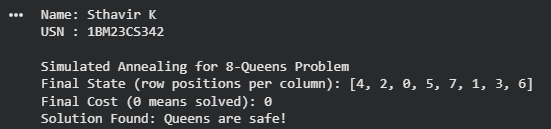 Name: Sthavir K
USN : 1BM23CS342
Simulated Annealing for 8-Queens Problem
Final State (row positions per column): [4, 2, 0, 5, 7, 1, 3, 6]
Final Cost (0 means solved): 0
Solution Found: Queens are safe!